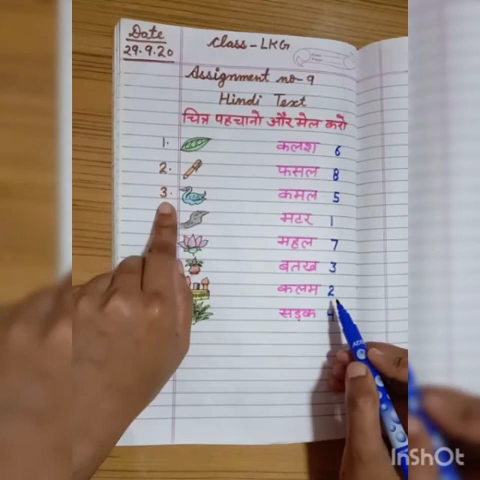 Date
29.9.20
Class - LKG
Assignment no-9
Hindi Text
चित्र पहचानो और मेल करो
1. कलश 6
2. फसल 8
3. कमल 5
मटर 1
महल 7
बतख 3
कलम 2
सड़क 4
InShOt